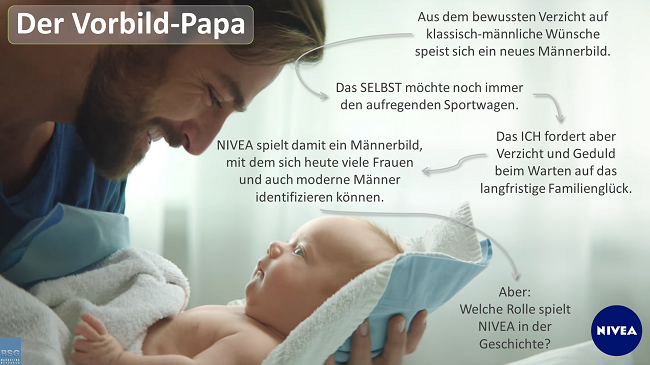 Der Vorbild-Papa
Aus dem bewussten Verzicht auf
klassisch-männliche Wünsche
speist sich ein neues Männerbild.
Das SELBST möchte noch immer
den aufregenden Sportwagen.
Das ICH fordert aber
Verzicht und Geduld
beim Warten auf das
langfristige Familienglück.
NIVEA spielt damit ein Männerbild,
mit dem sich heute viele Frauen
und auch moderne Männer
identifizieren können.
Aber:
Welche Rolle spielt
NIVEA in der
Geschichte?
NIVEA
RSG